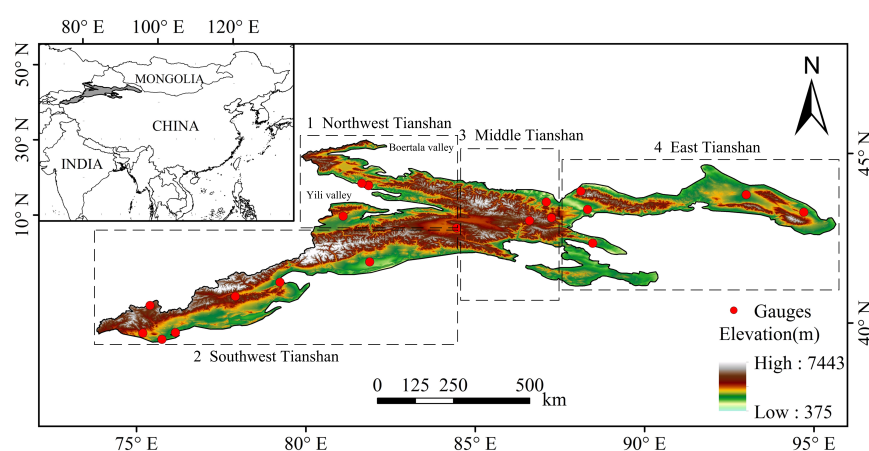 80° E 100° E 120° E
50° N
30° N
10° N
MONGOLIA
CHINA
INDIA
N
1 Northwest Tianshan
3 Middle Tianshan
4 East Tianshan
Boertala valley
Yili valley
45° N
40° N
2 Southwest Tianshan
Gauges
Elevation(m)
High : 7443
Low : 375
0 125 250 500
km
75° E 80° E 85° E 90° E 95° E